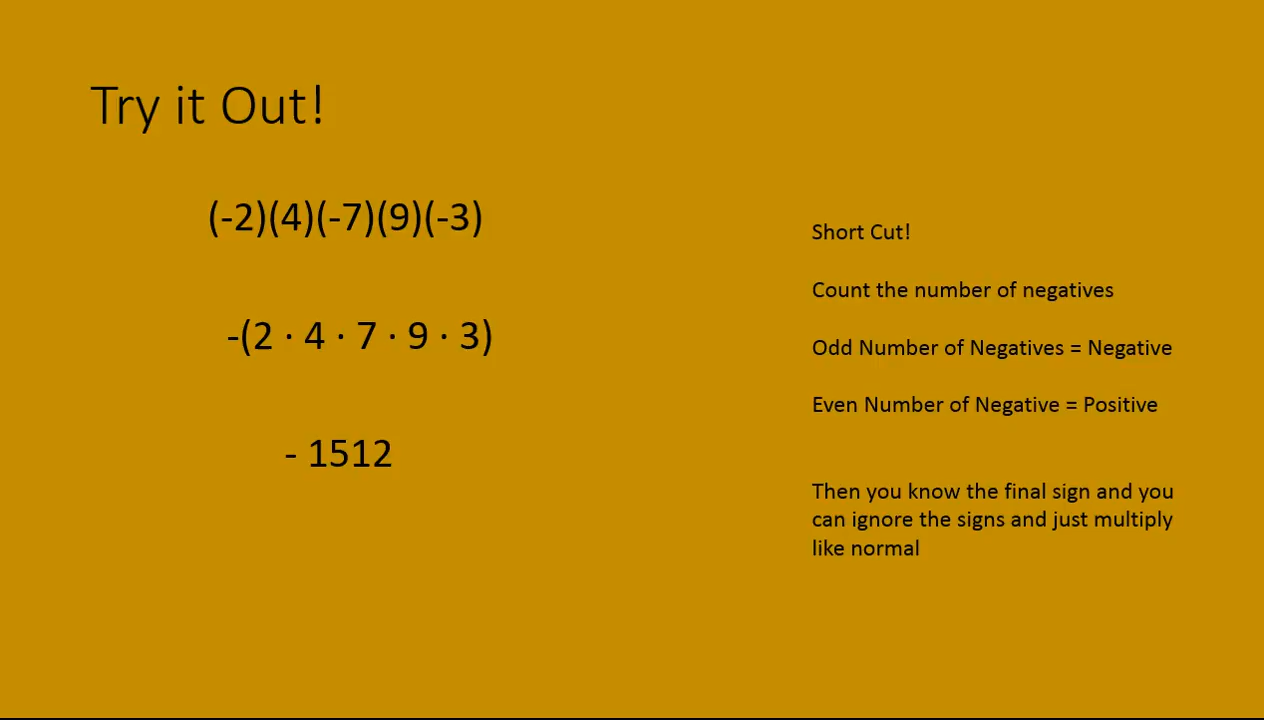 Try it Out!
(-2)(4)(-7)(9)(-3)
-(2 · 4 · 7 · 9 · 3)
- 1512
Short Cut!
Count the number of negatives
Odd Number of Negatives = Negative
Even Number of Negative = Positive
Then you know the final sign and you
can ignore the signs and just multiply
like normal